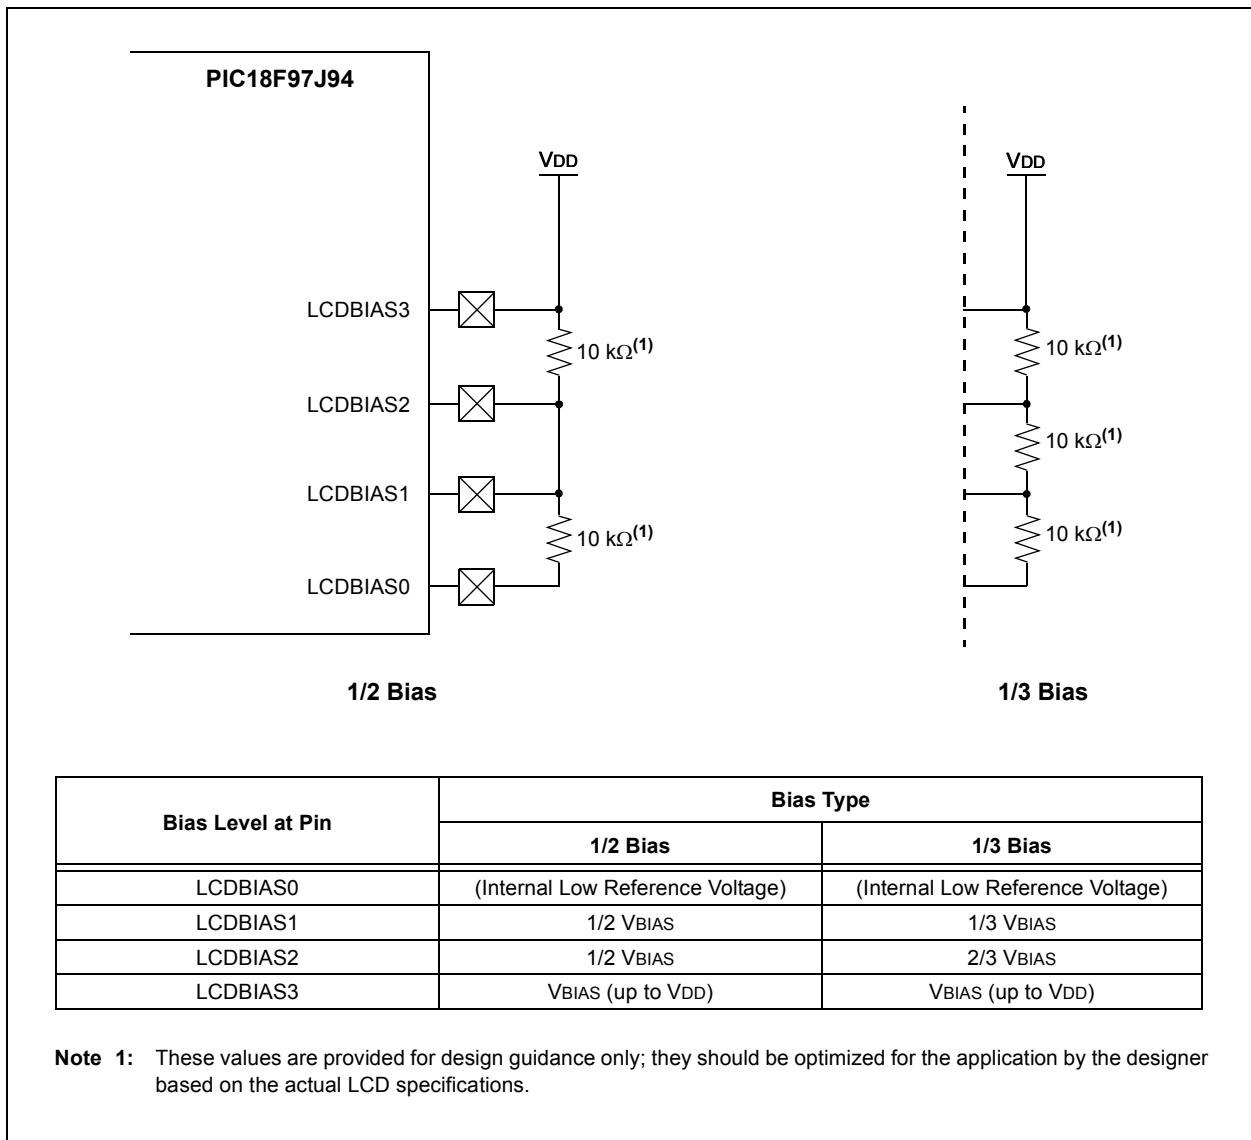 PIC18F97J94
VDD
VDD
LCDBIAS3
10 kΩ(1)
10 kΩ(1)
LCDBIAS2
10 kΩ(1)
LCDBIAS1
10 kΩ(1)
10 kΩ(1)
LCDBIAS0
1/2 Bias
1/3 Bias
Bias Level at Pin
Bias Type
1/2 Bias
1/3 Bias
LCDBIAS0 (Internal Low Reference Voltage) (Internal Low Reference Voltage)
LCDBIAS1 1/2 VBIAS 1/3 VBIAS
LCDBIAS2 1/2 VBIAS 2/3 VBIAS
LCDBIAS3 VBIAS (up to VDD) VBIAS (up to VDD)
Note 1: These values are provided for design guidance only; they should be optimized for the application by the designer
based on the actual LCD specifications.